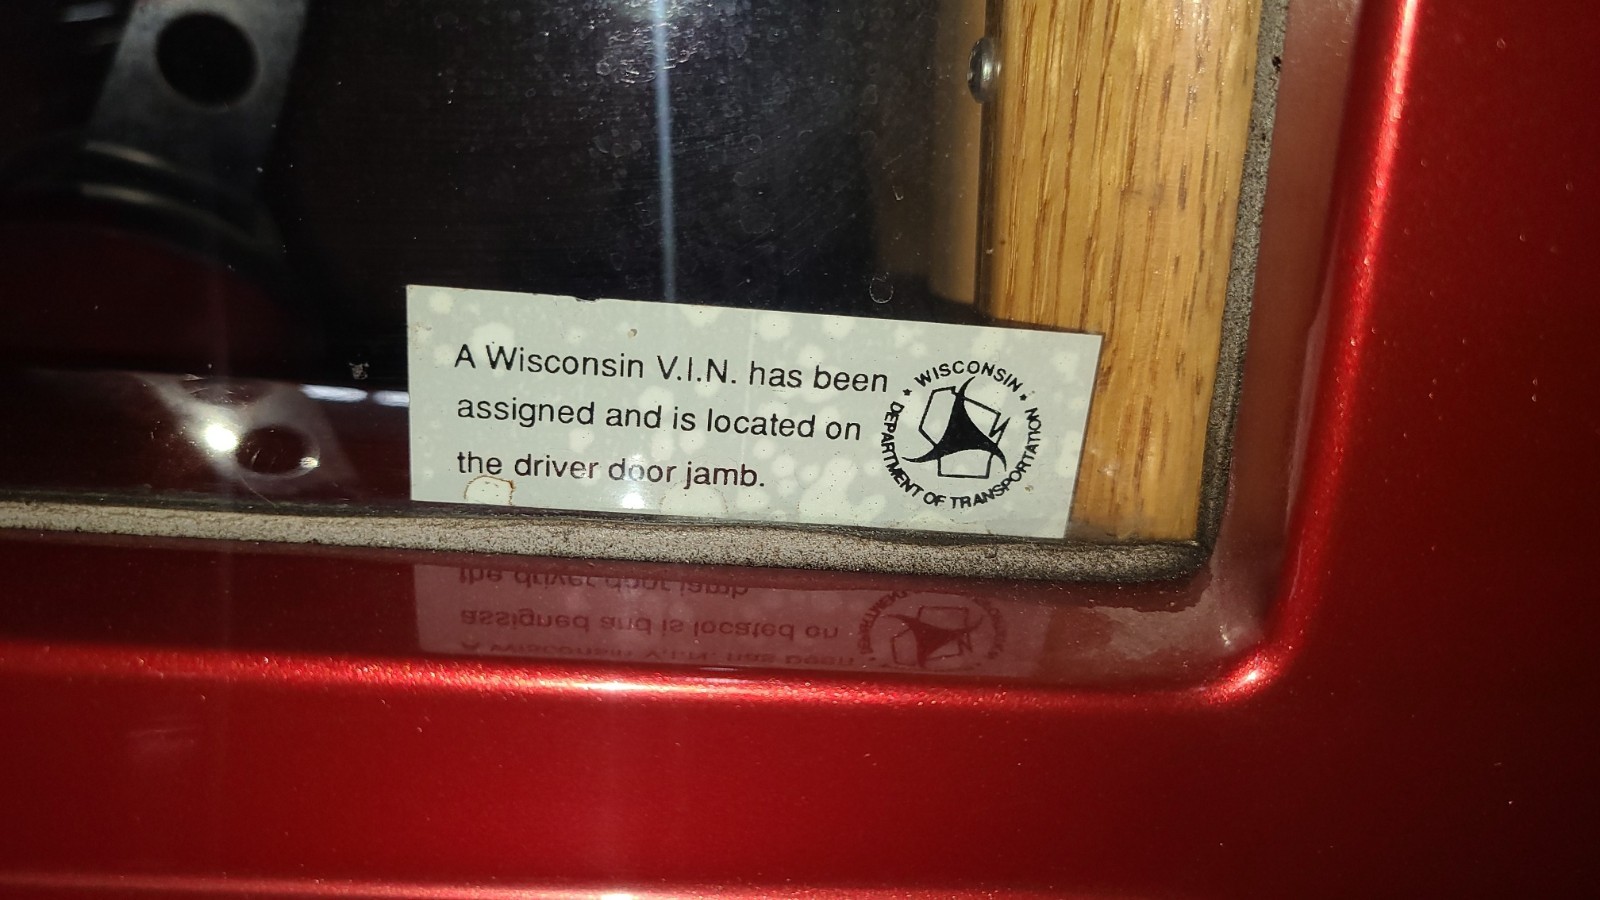 A Wisconsin V.I.N. has been
assigned and is located on
the driver door jamb.
WISCONSIN
DEPARTMENT OF TRANSPORTATION